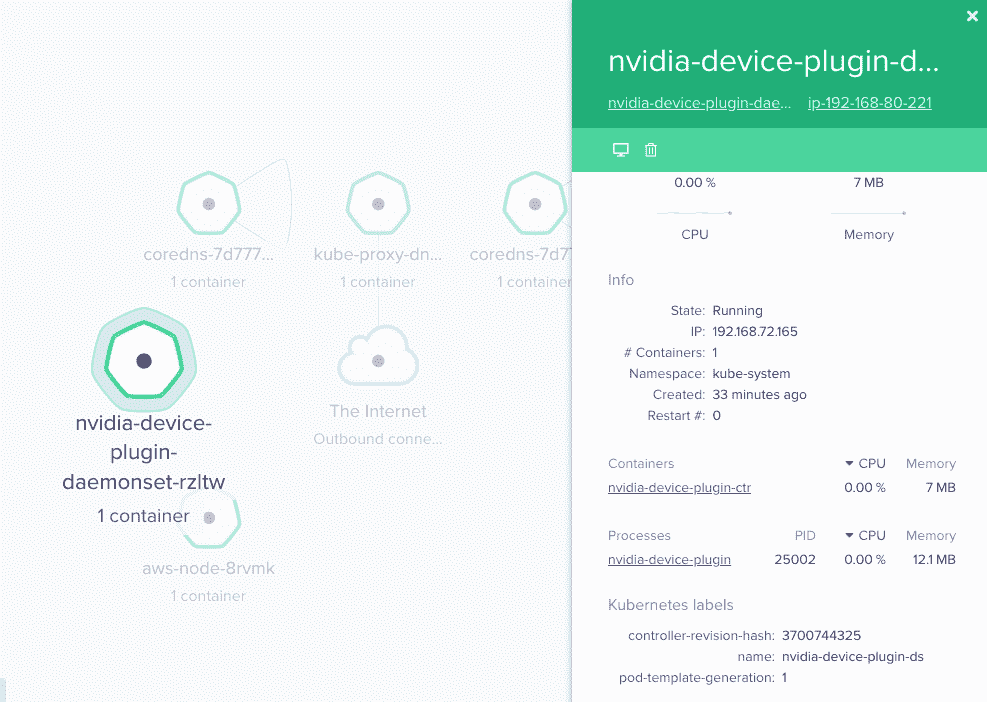 coredns-7d777...
1 container
kube-proxy-dn...
1 container
coredns-7d77
1 container
nvidia-device-
plugin-
daemonset-rzltw
1 container
The Internet
Outbound conne...
aws-node-8rvmk
1 container
nvidia-device-plugin-d...
nvidia-device-plugin-dae... ip-192-168-80-221
0.00 % 7 MB
CPU Memory
Info
State: Running
IP: 192.168.72.165
# Containers: 1
Namespace: kube-system
Created: 33 minutes ago
Restart #: 0
Containers CPU Memory
nvidia-device-plugin-ctr 0.00 % 7 MB
Processes PID CPU Memory
nvidia-device-plugin 25002 0.00 % 12.1 MB
Kubernetes labels
controller-revision-hash: 3700744325
name: nvidia-device-plugin-ds
pod-template-generation: 1